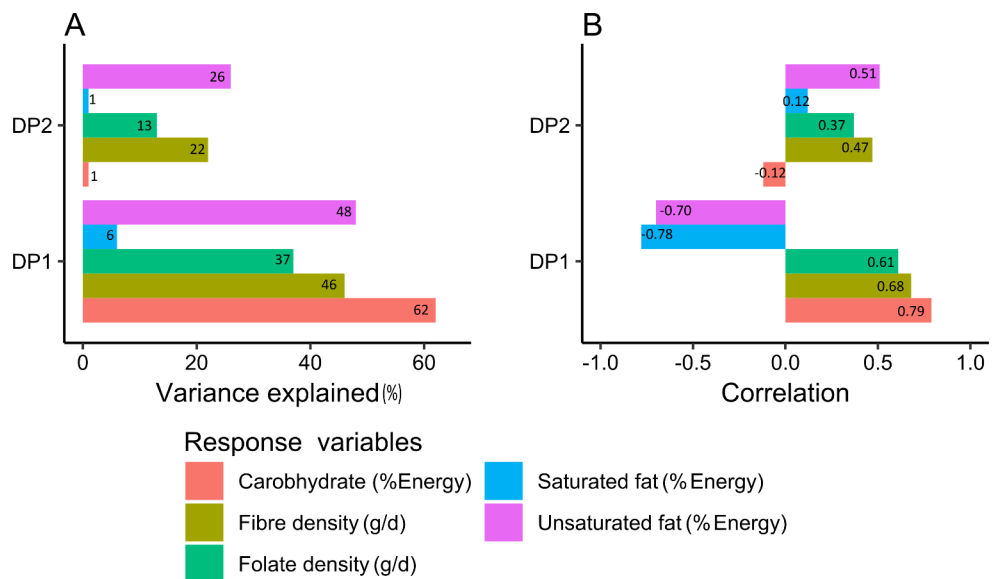 A
B
DP2
26
1
13
22
1
DP1
48
6
37
46
62
0 20 40 60
Variance explained (%)
DP2
0.51
0.12
0.37
0.47
-0.12
DP1
-0.70
-0.78
0.61
0.68
0.79
-1.0 -0.5 0.0 0.5 1.0
Correlation
Response variables
Carobhydrate (%Energy)
Fibre density (g/d)
Folate density (g/d)
Saturated fat (%Energy)
Unsaturated fat (%Energy)